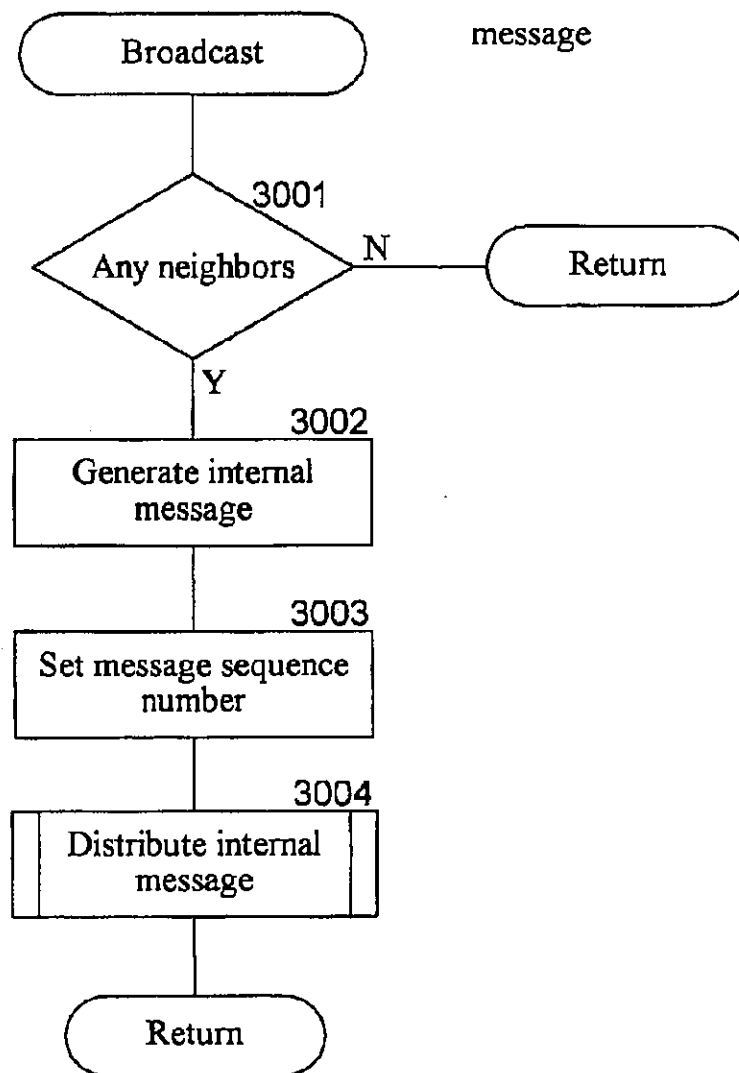 Broadcast
message
3001
Any neighbors
N
Return
Y
3002
Generate internal
message
3003
Set message sequence
number
3004
Distribute internal
message
Return